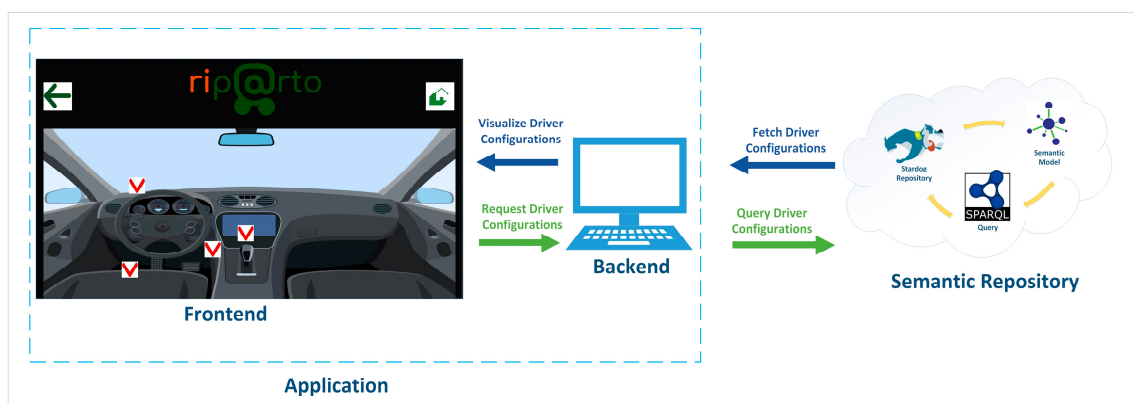 rip@rto
Visualize Driver
Configurations
Request Driver
Configurations
Frontend
Backend
Application
Fetch Driver
Configurations
Query Driver
Configurations
Stardog
Repository
Semantic
Model
SPARQL
Query
Semantic Repository